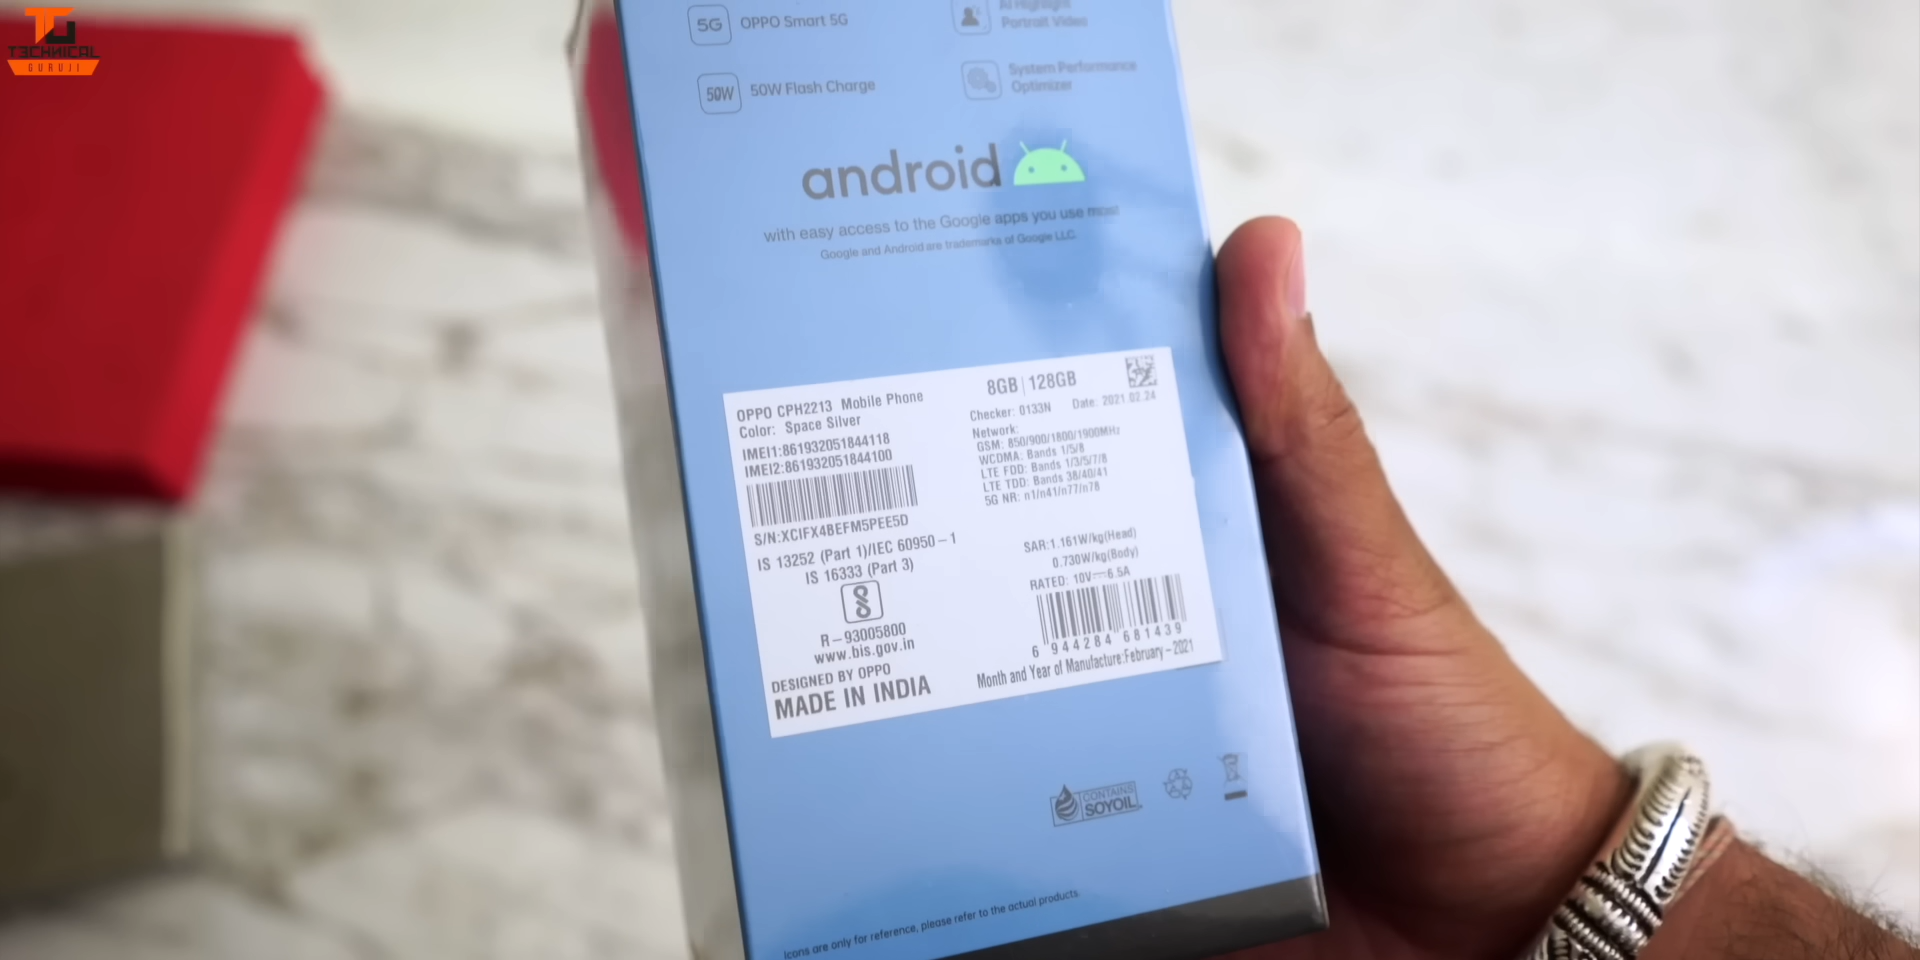 TECHNICAL
GURUJI
5G OPPO Smart 5G
AI Highlight
Portrait Video
50W 50W Flash Charge
System Performance
Optimizer
android
with easy access to the Google apps you use most
Google and Android are trademarks of Google LLC.
OPPO CPH2213 Mobile Phone
Color: Space Silver
IMEI1:861932051844118
IMEI2:861932051844100
S/N:XCIFX4BEFM5PEE5D
IS 13252 (Part 1)/IEC 60950-1
IS 16333 (Part 3)
R-93005800
www.bis.gov.in
DESIGNED BY OPPO
MADE IN INDIA
8GB | 128GB
Checker: 0133N Date: 2021.02.24
Network:
GSM: 850/900/1800/1900MHz
WCDMA: Bands 1/5/8
LTE FDD: Bands 1/3/5/7/8
LTE TDD: Bands 38/40/41
5G NR: n1/n41/n77/n78
SAR:1.161W/kg(Head)
0.730W/kg(Body)
RATED: 10V⎓6.5A
6 944284 681439
Month and Year of Manufacture:February-2021
CONTAINS
SOYOIL
Icons are only for reference, please refer to the actual products.